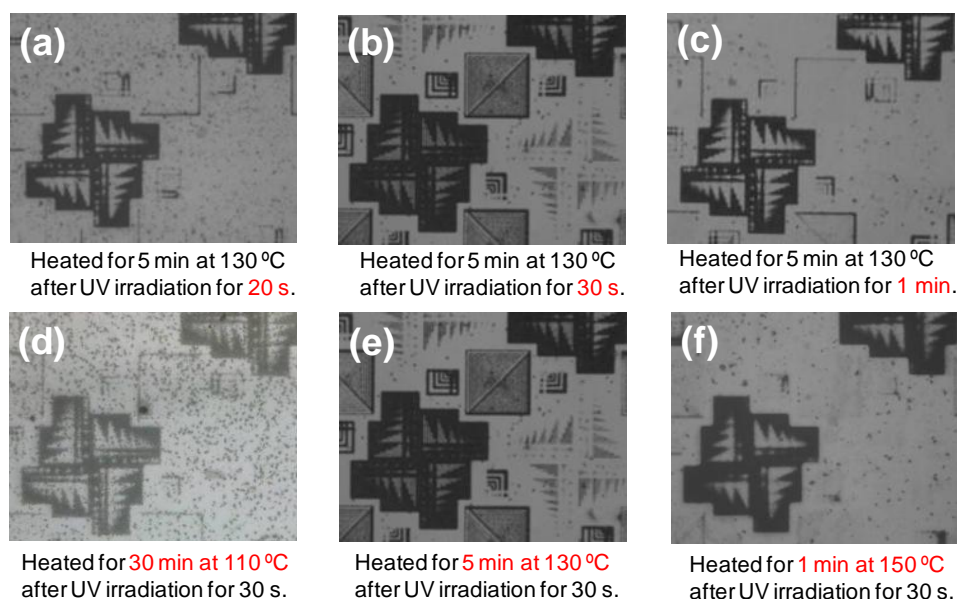 (a)
(b)
(c)
Heated for 5 min at 130 ºC
after UV irradiation for 20 s.
Heated for 5 min at 130 ºC
after UV irradiation for 30 s.
Heated for 5 min at 130 ºC
after UV irradiation for 1 min.
(d)
(e)
(f)
Heated for 30 min at 110 ºC
after UV irradiation for 30 s.
Heated for 5 min at 130 ºC
after UV irradiation for 30 s.
Heated for 1 min at 150 ºC
after UV irradiation for 30 s.